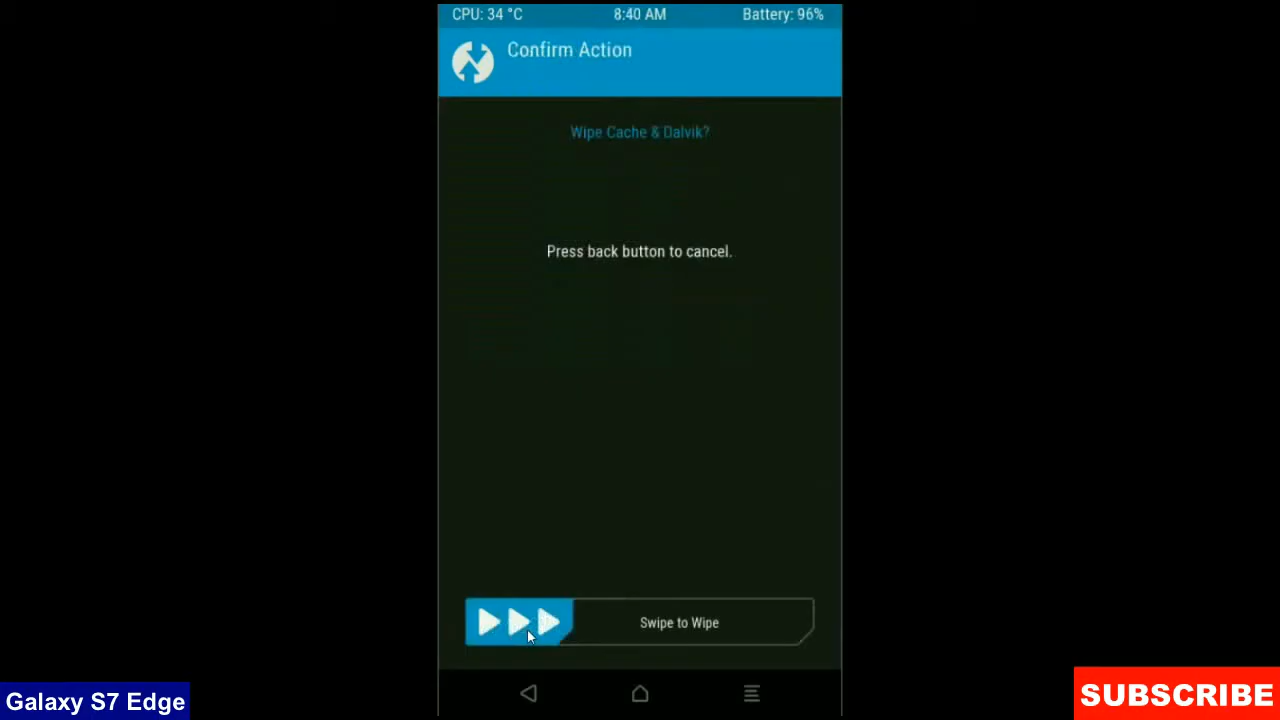 CPU: 34 °C 8:40 AM Battery: 96%
Confirm Action
Wipe Cache & Dalvik?
Press back button to cancel.
Swipe to Wipe
Galaxy S7 Edge
SUBSCRIBE